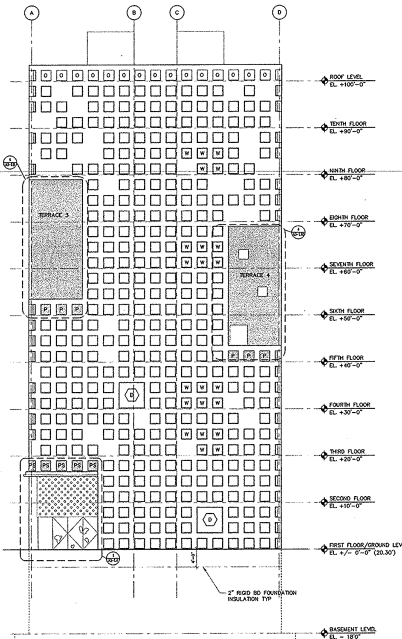 A B C D
O O O O O O O O O O O O O O O
ROOF LEVEL
EL. +100'-0"
TENTH FLOOR
EL. +90'-0"
W W W
W W
NINTH FLOOR
EL. +80'-0"
TERRACE 3
EIGHTH FLOOR
EL. +70'-0"
W W W
W W W
SEVENTH FLOOR
EL. +60'-0"
TERRACE 4
P P P
SIXTH FLOOR
EL. +50'-0"
P P P
FIFTH FLOOR
EL. +40'-0"
W W W
D
W W W
FOURTH FLOOR
EL. +30'-0"
W W W
W W
THIRD FLOOR
EL. +20'-0"
PS PS PS PS PS
SECOND FLOOR
EL. +10'-0"
D
FIRST FLOOR/GROUND LEV
EL. +/- 0'-0" (20.30')
2" RIGID BD FOUNDATION
INSULATION TYP
BASEMENT LEVEL
EL. - 18'0"